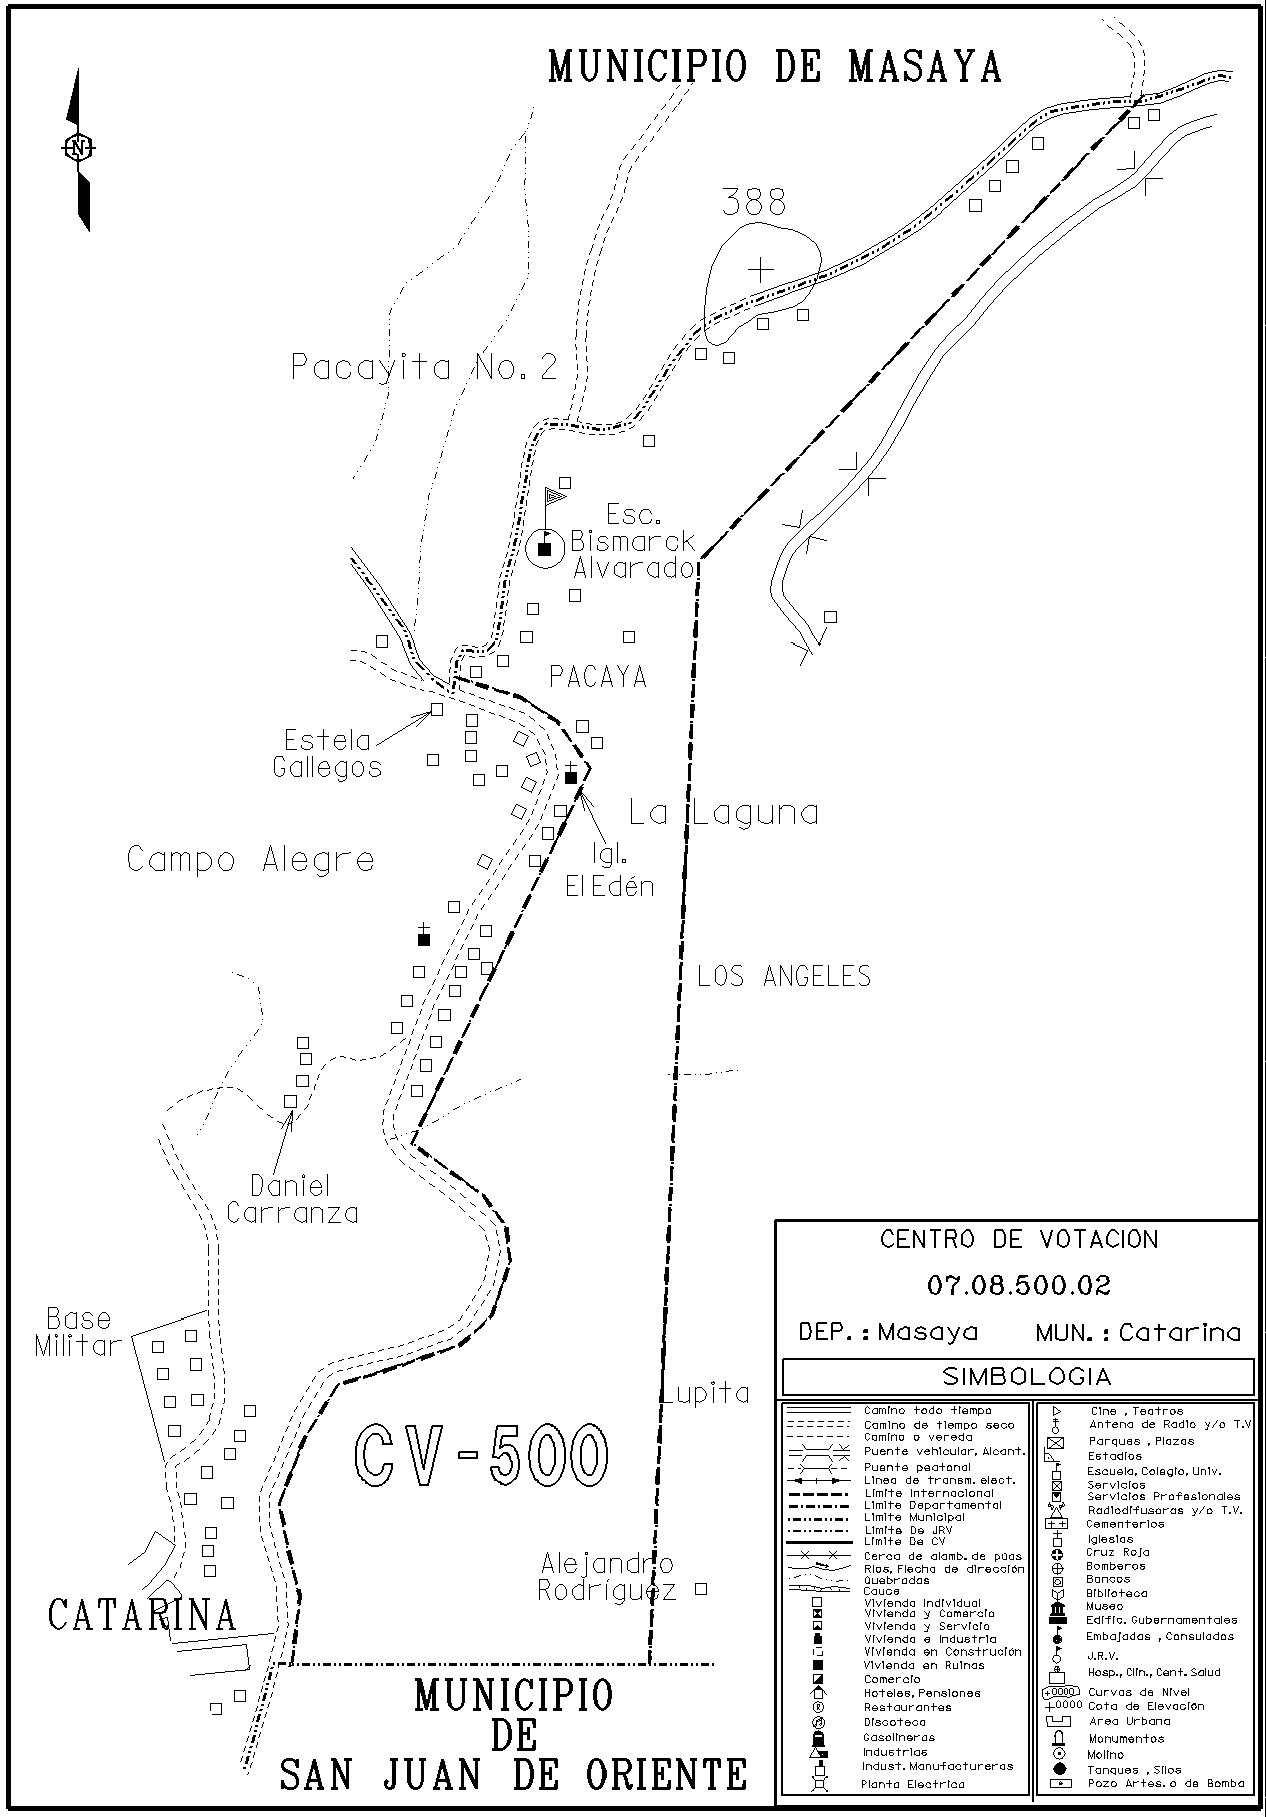 MUNICIPIO DE MASAYA
N
388
Pacayita No. 2
Esc.
Bismarck
Alvarado
PACAYA
Estela
Gallegos
La Laguna
Campo Alegre
Igl.
El Edén
LOS ANGELES
Daniel
Carranza
Base
Militar
Lupita
CV-500
Alejandro
Rodríguez
CATARINA
MUNICIPIO
DE
SAN JUAN DE ORIENTE
CENTRO DE VOTACION
07.08.500.02
DEP.: Masaya MUN.: Catarina
SIMBOLOGIA
Camino todo tiempo
Camino de tiempo seco
Camino o vereda
Puente vehicular, Alcant.
Puente peatonal
Linea de transm. elect.
Limite Internacional
Limite Departamental
Limite Municipal
Limite De JRV
Limite De CV
Cerca de alamb. de púas
Rios, Flecha de dirección
Quebradas
Cauce
Vivienda Individual
Vivienda y Comercio
Vivienda y Servicio
Vivienda e Industria
Vivienda en Construción
Vivienda en Ruinas
Comercio
Hoteles, Pensiones
R Restaurantes
Discoteca
Gasolineras
Industrias
Indust. Manufactureras
Planta Electrica
Cine , Teatros
Antena de Radio y/o T.V
Parques , Plazas
Estadios
Escuela, Colegio, Univ.
Servicios
Servicios Profesionales
Radiodifusoras y/o T.V.
Cementerios
Iglesias
Cruz Roja
Bomberos
Bancos
Biblioteca
Museo
Edific. Gubernamentales
Embajadas , Consulados
J.R.V.
Hosp., Clin., Cent. Salud
+0000 Curvas de Nivel
+0000 Cota de Elevación
Area Urbana
Monumentos
Molino
Tanques , Silos
Pozo Artes. o de Bomba